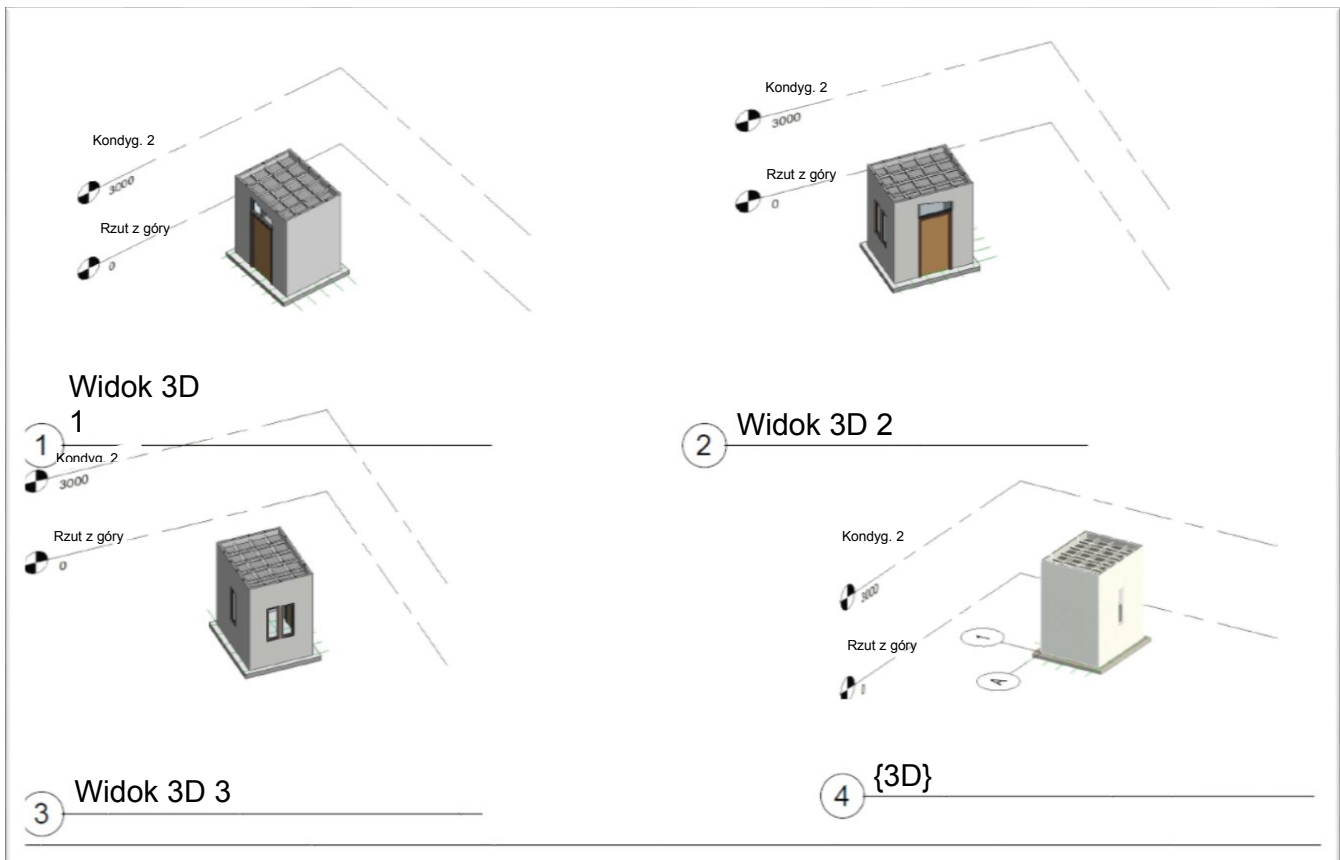 Kondyg. 2
3000
Rzut z góry
0
Kondyg. 2
3000
Rzut z góry
0
Widok 3D
1
1
2
Widok 3D 2
Kondyg. 2
3000
Rzut z góry
0
Kondyg. 2
3000
Rzut z góry
0
1
A
3
Widok 3D 3
4
{3D}